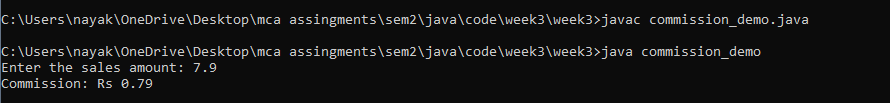 C:\Users\nayak\OneDrive\Desktop\mca assingments\sem2\java\code\week3\week3>javac commission_demo.java
C:\Users\nayak\OneDrive\Desktop\mca assingments\sem2\java\code\week3\week3>java commission_demo
Enter the sales amount: 7.9
Commission: Rs 0.79